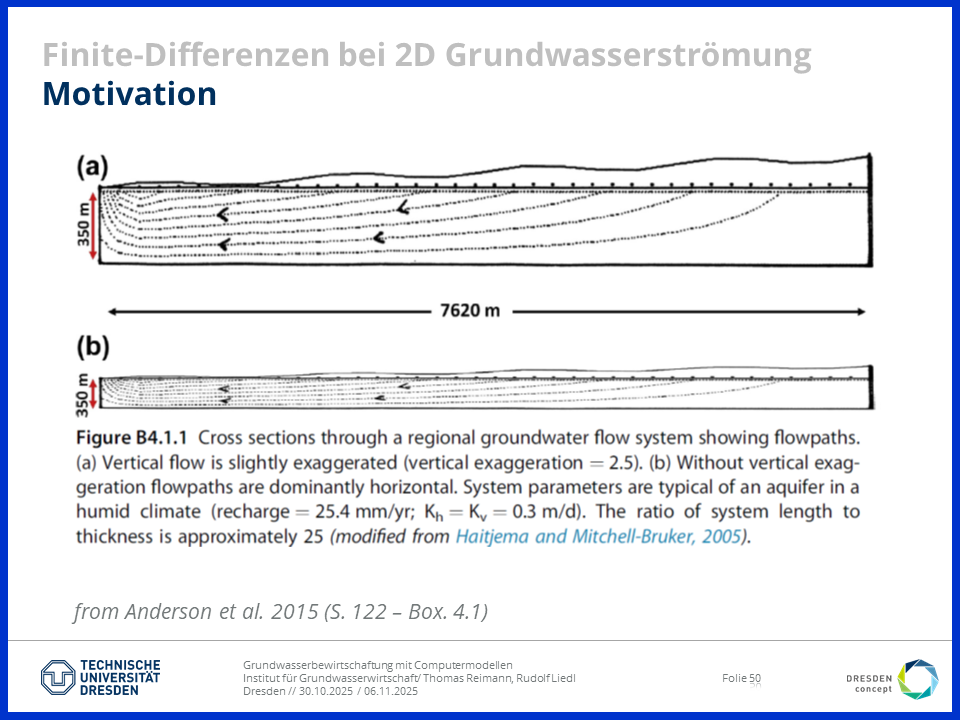 Finite-Differenzen bei 2D Grundwasserströmung
Motivation
(a)
350 m
7620 m
(b)
350 m
Figure B4.1.1 Cross sections through a regional groundwater flow system showing flowpaths.
(a) Vertical flow is slightly exaggerated (vertical exaggeration = 2.5). (b) Without vertical exag-
geration flowpaths are dominantly horizontal. System parameters are typical of an aquifer in a
humid climate (recharge = 25.4 mm/yr; Kh = Kv = 0.3 m/d). The ratio of system length to
thickness is approximately 25 (modified from Haitjema and Mitchell-Bruker, 2005).
from Anderson et al. 2015 (S. 122 – Box. 4.1)
TECHNISCHE
UNIVERSITÄT
DRESDEN
Grundwasserbewirtschaftung mit Computermodellen
Institut für Grundwasserwirtschaft/ Thomas Reimann, Rudolf Liedl
Dresden // 30.10.2025 / 06.11.2025
Folie 50
DRESDEN
concept